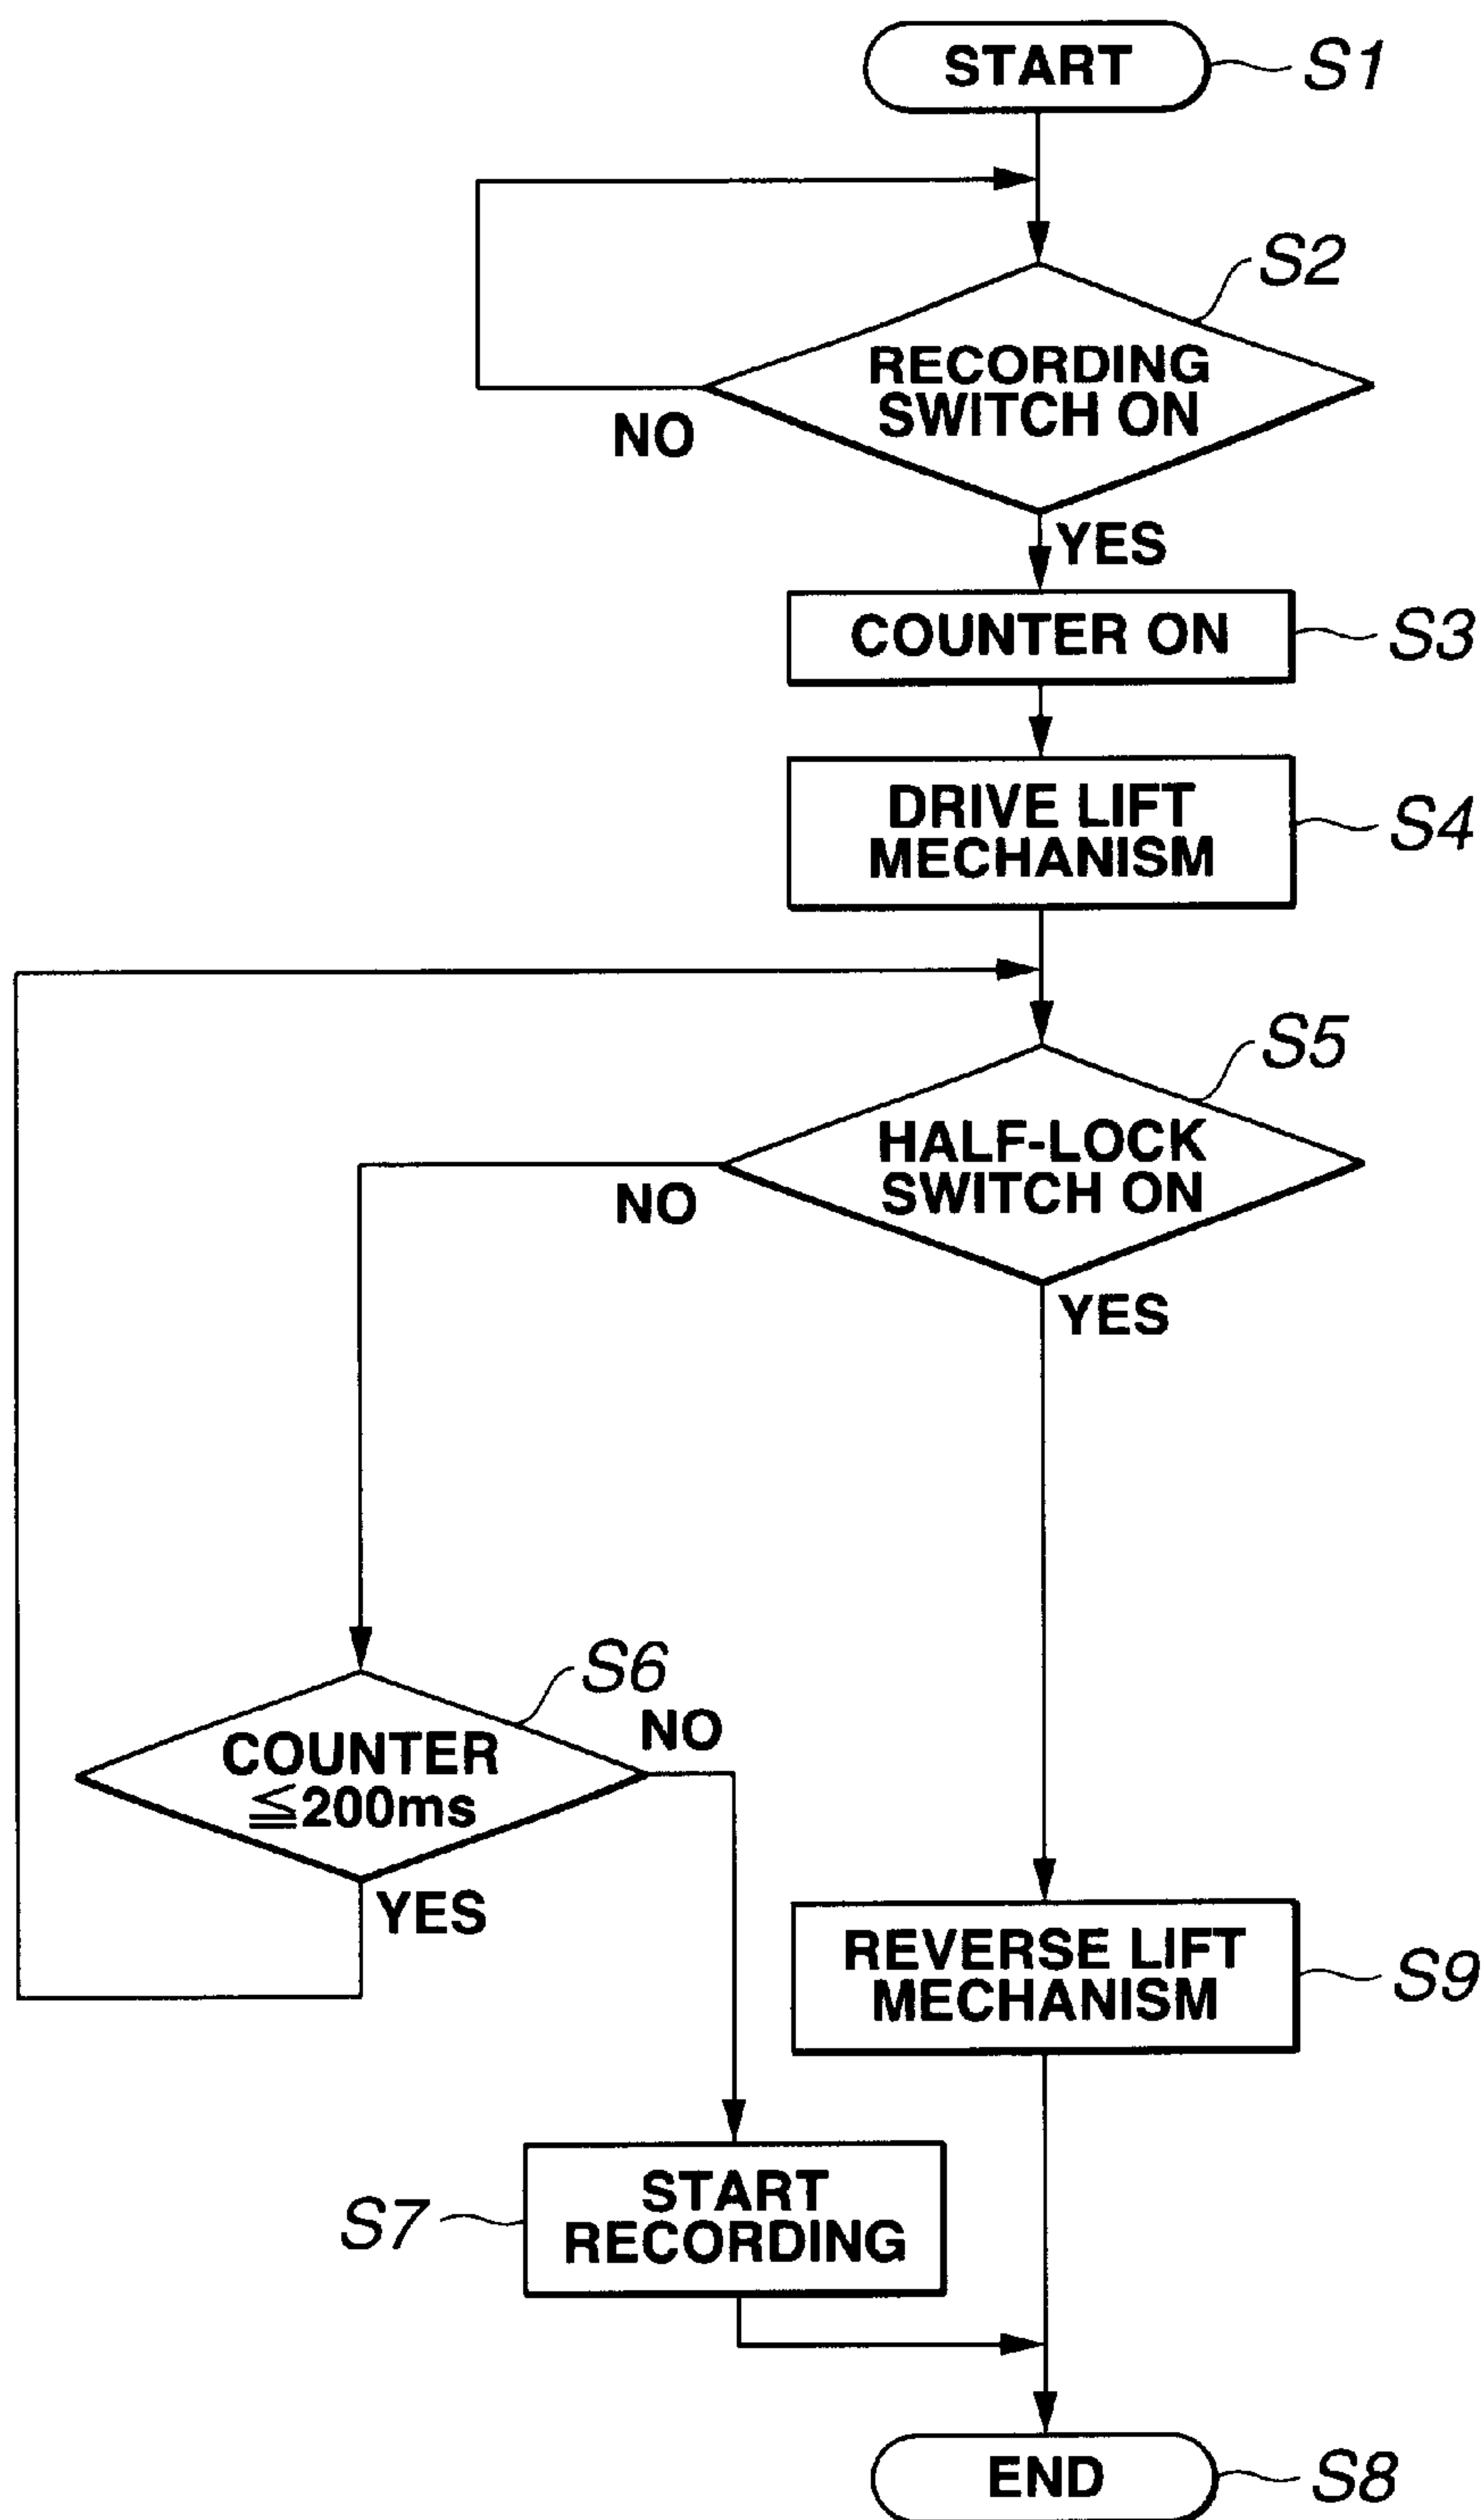 START
S1
S2
RECORDING
SWITCH ON
NO
YES
COUNTER ON
S3
DRIVE LIFT
MECHANISM
S4
S5
HALF-LOCK
SWITCH ON
NO
YES
S6
NO
COUNTER
≦200ms
YES
REVERSE LIFT
MECHANISM
S9
START
RECORDING
S7
END
S8